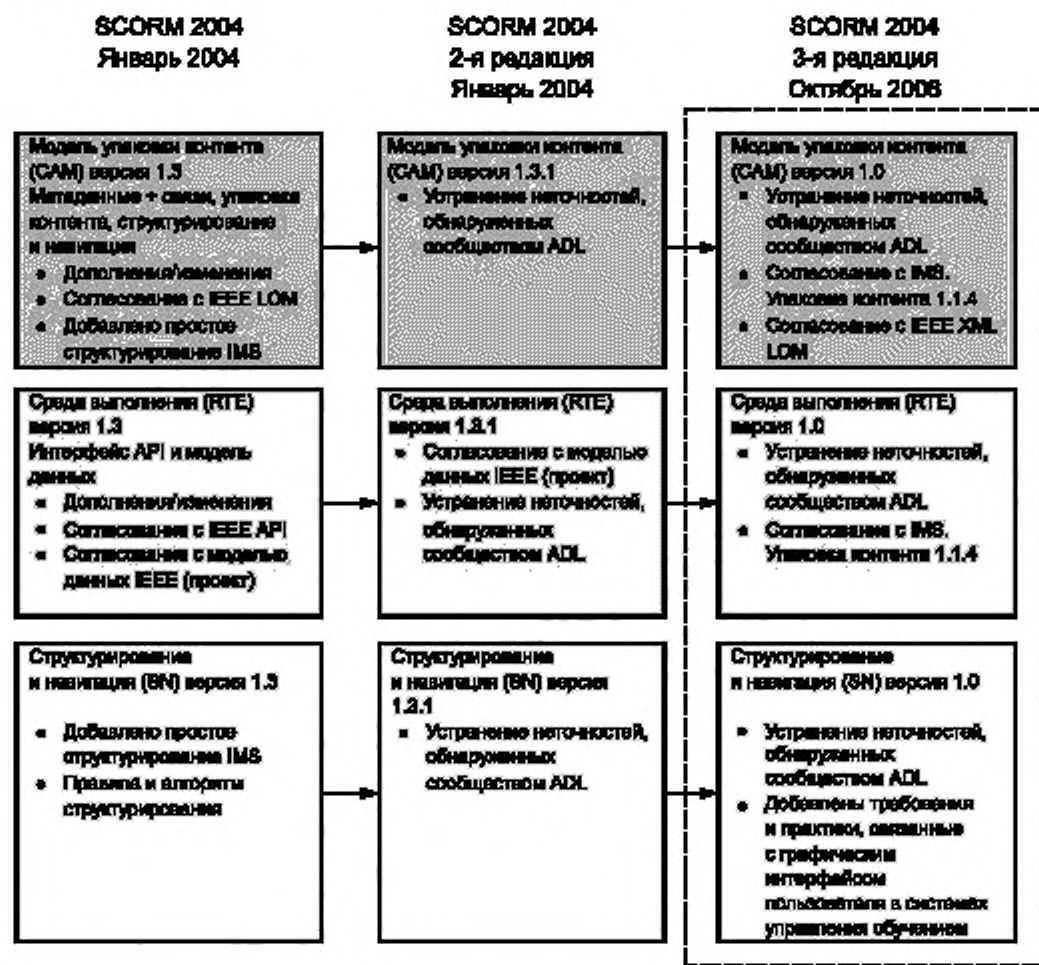 SCORM 2004
Январь 2004
SCORM 2004
2-я редакция
Январь 2004
SCORM 2004
3-я редакция
Октябрь 2006
Модель упаковки контента
(CAM) версия 1.3
Метаданные + связи, упаковка
контента, структурирование
и навигация
• Дополнения/изменения
• Согласование с IEEE LOM
• Добавлено простое
структурирование IMS
Модель упаковки контента
(CAM) версия 1.3.1
• Устранение неточностей,
обнаруженных
сообществом ADL
Модель упаковки контента
(CAM) версия 1.0
• Устранение неточностей,
обнаруженных
сообществом ADL
• Согласование с IMS.
Упаковка контента 1.1.4
• Согласование с IEEE XML
LOM
Среда выполнения (RTE)
версия 1.3
Интерфейс API и модель
данных
• Дополнения/изменения
• Согласования с IEEE API
• Согласование с моделью
данных IEEE (проект)
Среда выполнения (RTE)
версия 1.3.1
• Согласование с моделью
данных IEEE (проект)
• Устранение неточностей,
обнаруженных
сообществом ADL
Среда выполнения (RTE)
версия 1.0
• Устранение неточностей,
обнаруженных
сообществом ADL
• Согласование с IMS.
Упаковка контента 1.1.4
Структурирование
и навигация (SN) версия 1.3
• Добавлено простое
структурирование IMS
• Правила и алгоритм
структурирования
Структурирование
и навигация (SN) версия
1.3.1
• Устранение неточностей,
обнаруженных
сообществом ADL
Структурирование
и навигация (SN) версия 1.0
• Устранение неточностей,
обнаруженных
сообществом ADL
• Добавлены требования
и практики, связанные
с графическим
интерфейсом
пользователя в системах
управления обучением